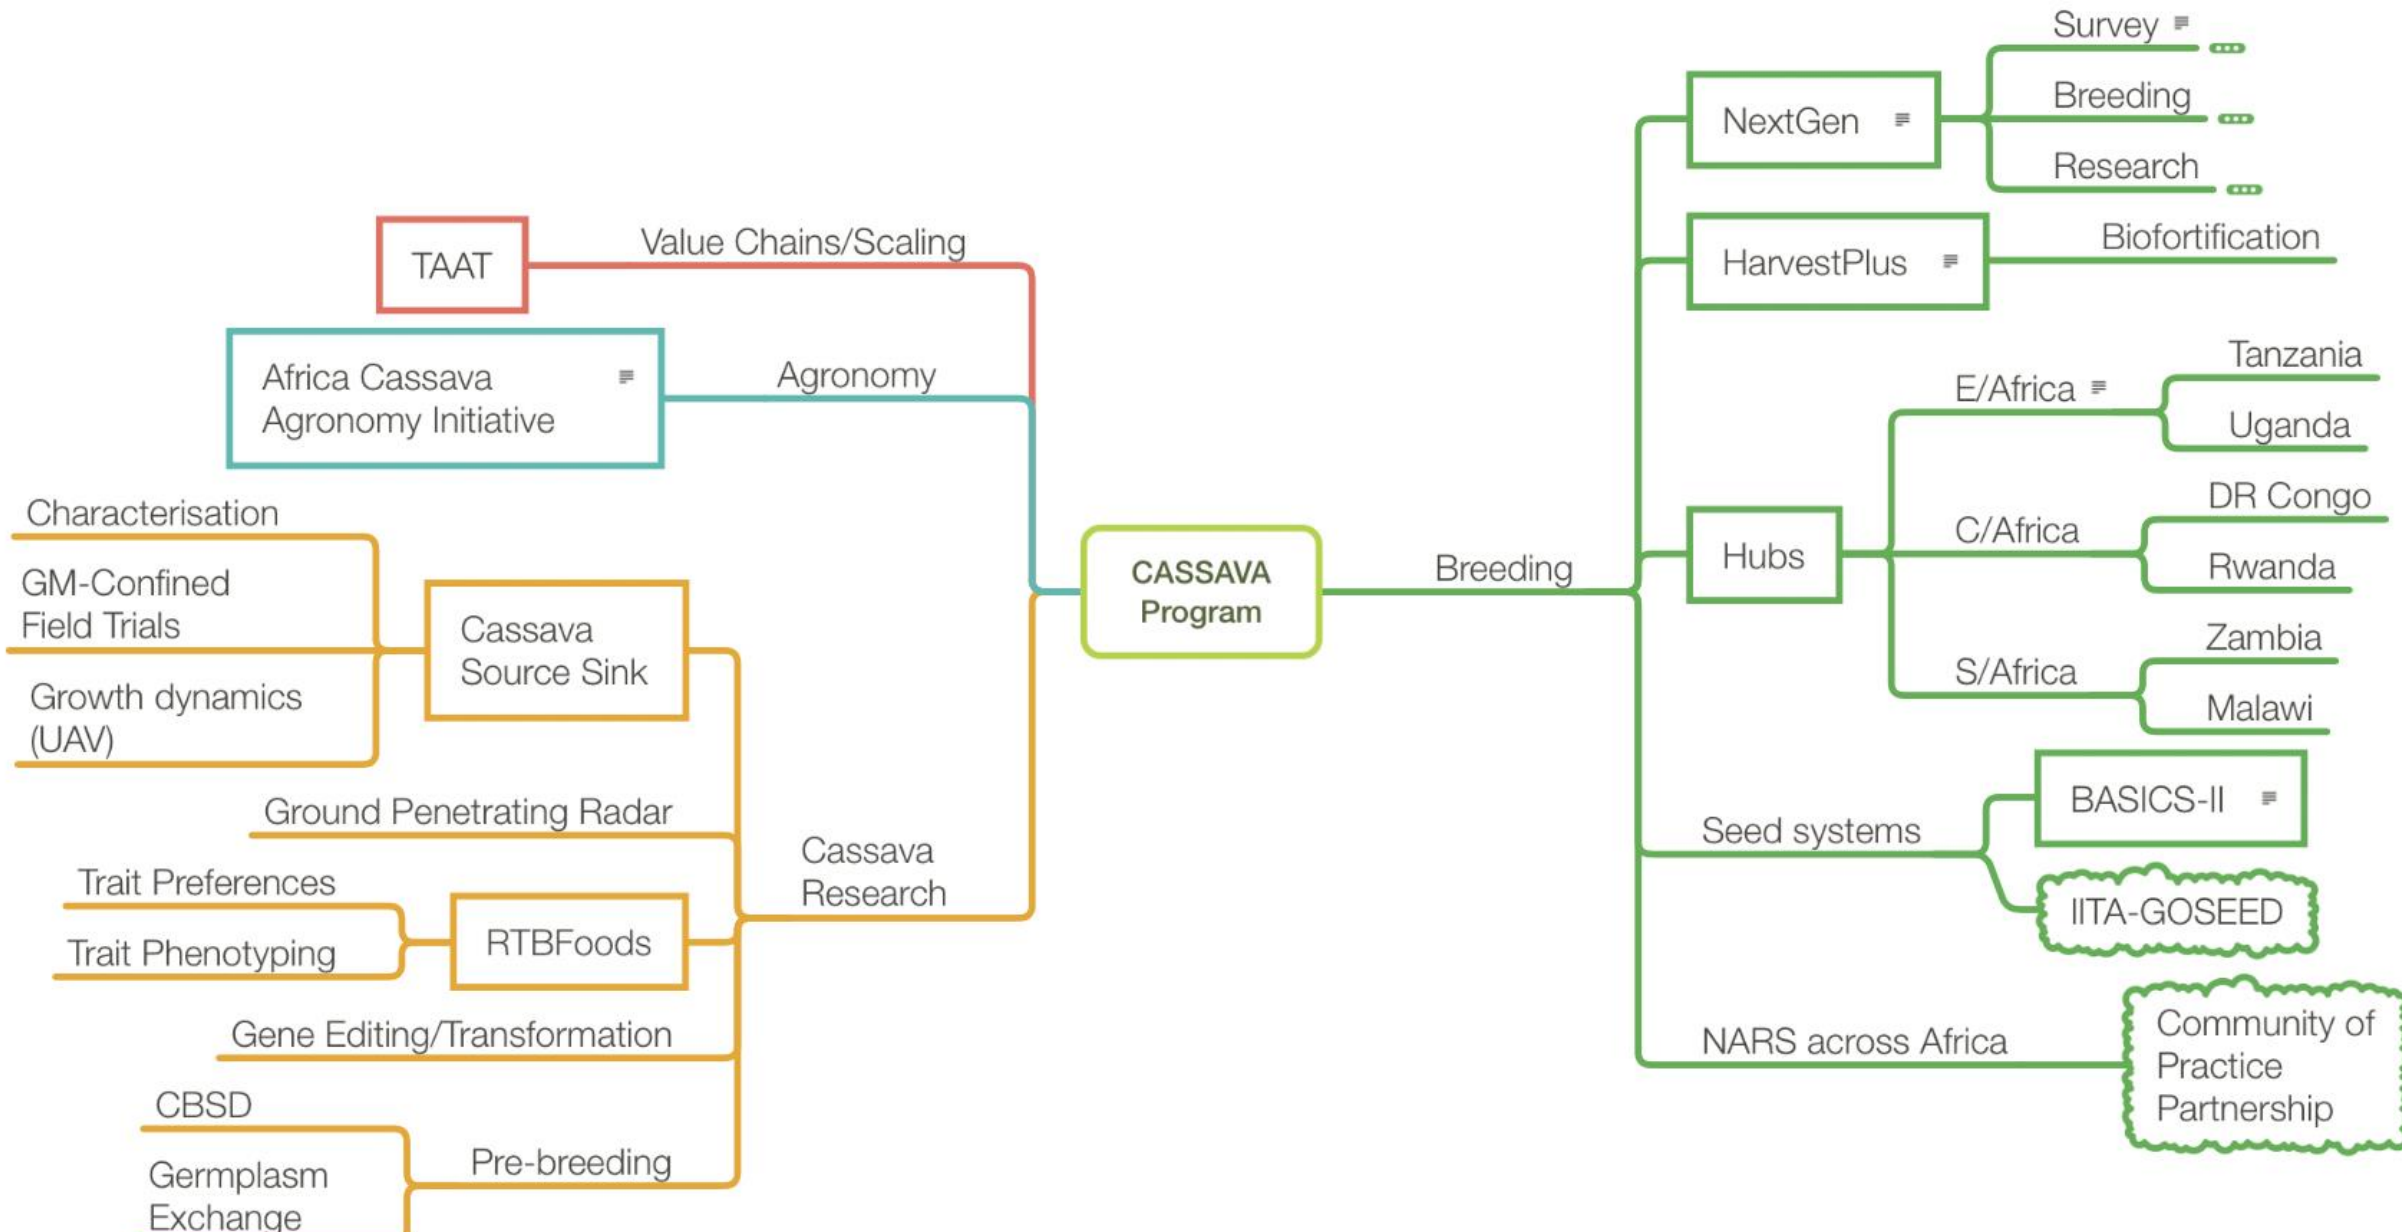 Survey
Breeding
NextGen
Research
TAAT
Value Chains/Scaling
HarvestPlus
Biofortification
Africa Cassava
Agronomy Initiative
Agronomy
E/Africa
Tanzania
Uganda
Characterisation
GM-Confined
Field Trials
Growth dynamics
(UAV)
Cassava
Source Sink
CASSAVA
Program
Breeding
Hubs
C/Africa
DR Congo
Rwanda
S/Africa
Zambia
Malawi
Ground Penetrating Radar
Cassava
Research
Trait Preferences
Trait Phenotyping
RTBFoods
Seed systems
BASICS-II
IITA-GOSEED
Gene Editing/Transformation
NARS across Africa
Community of
Practice
Partnership
CBSD
Germplasm
Exchange
Pre-breeding